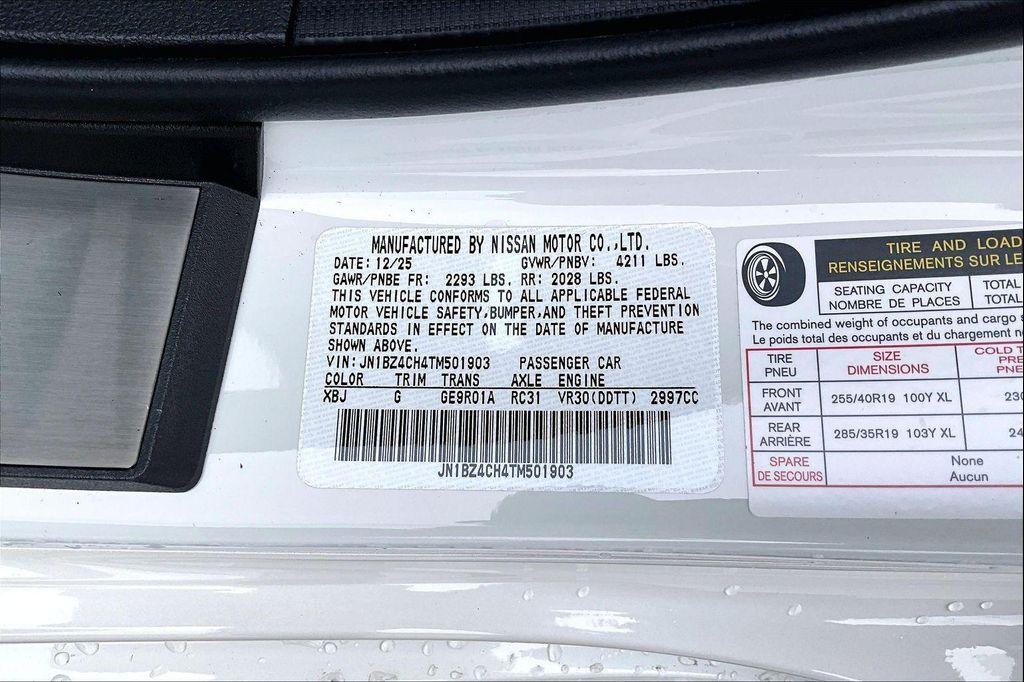 MANUFACTURED BY NISSAN MOTOR CO.,LTD.
DATE: 12/25 GVWR/PNBV: 4211 LBS.
GAWR/PNBE FR: 2293 LBS. RR: 2028 LBS.
THIS VEHICLE CONFORMS TO ALL APPLICABLE FEDERAL
MOTOR VEHICLE SAFETY,BUMPER,AND THEFT PREVENTION
STANDARDS IN EFFECT ON THE DATE OF MANUFACTURE
SHOWN ABOVE.
VIN: JN1BZ4CH4TM501903 PASSENGER CAR
COLOR TRIM TRANS AXLE ENGINE
XBJ G GE9R01A RC31 VR30(DDTT) 2997CC
JN1BZ4CH4TM501903
TIRE AND LOAD
RENSEIGNEMENTS SUR LE
SEATING CAPACITY TOTAL
NOMBRE DE PLACES TOTAL
The combined weight of occupants and cargo
Le poids total des occupants et du chargement
TIRE SIZE COLD
PNEU DIMENSIONS
FRONT 255/40R19 100Y XL
AVANT
REAR 285/35R19 103Y XL
ARRIÈRE
SPARE None
DE SECOURS Aucun